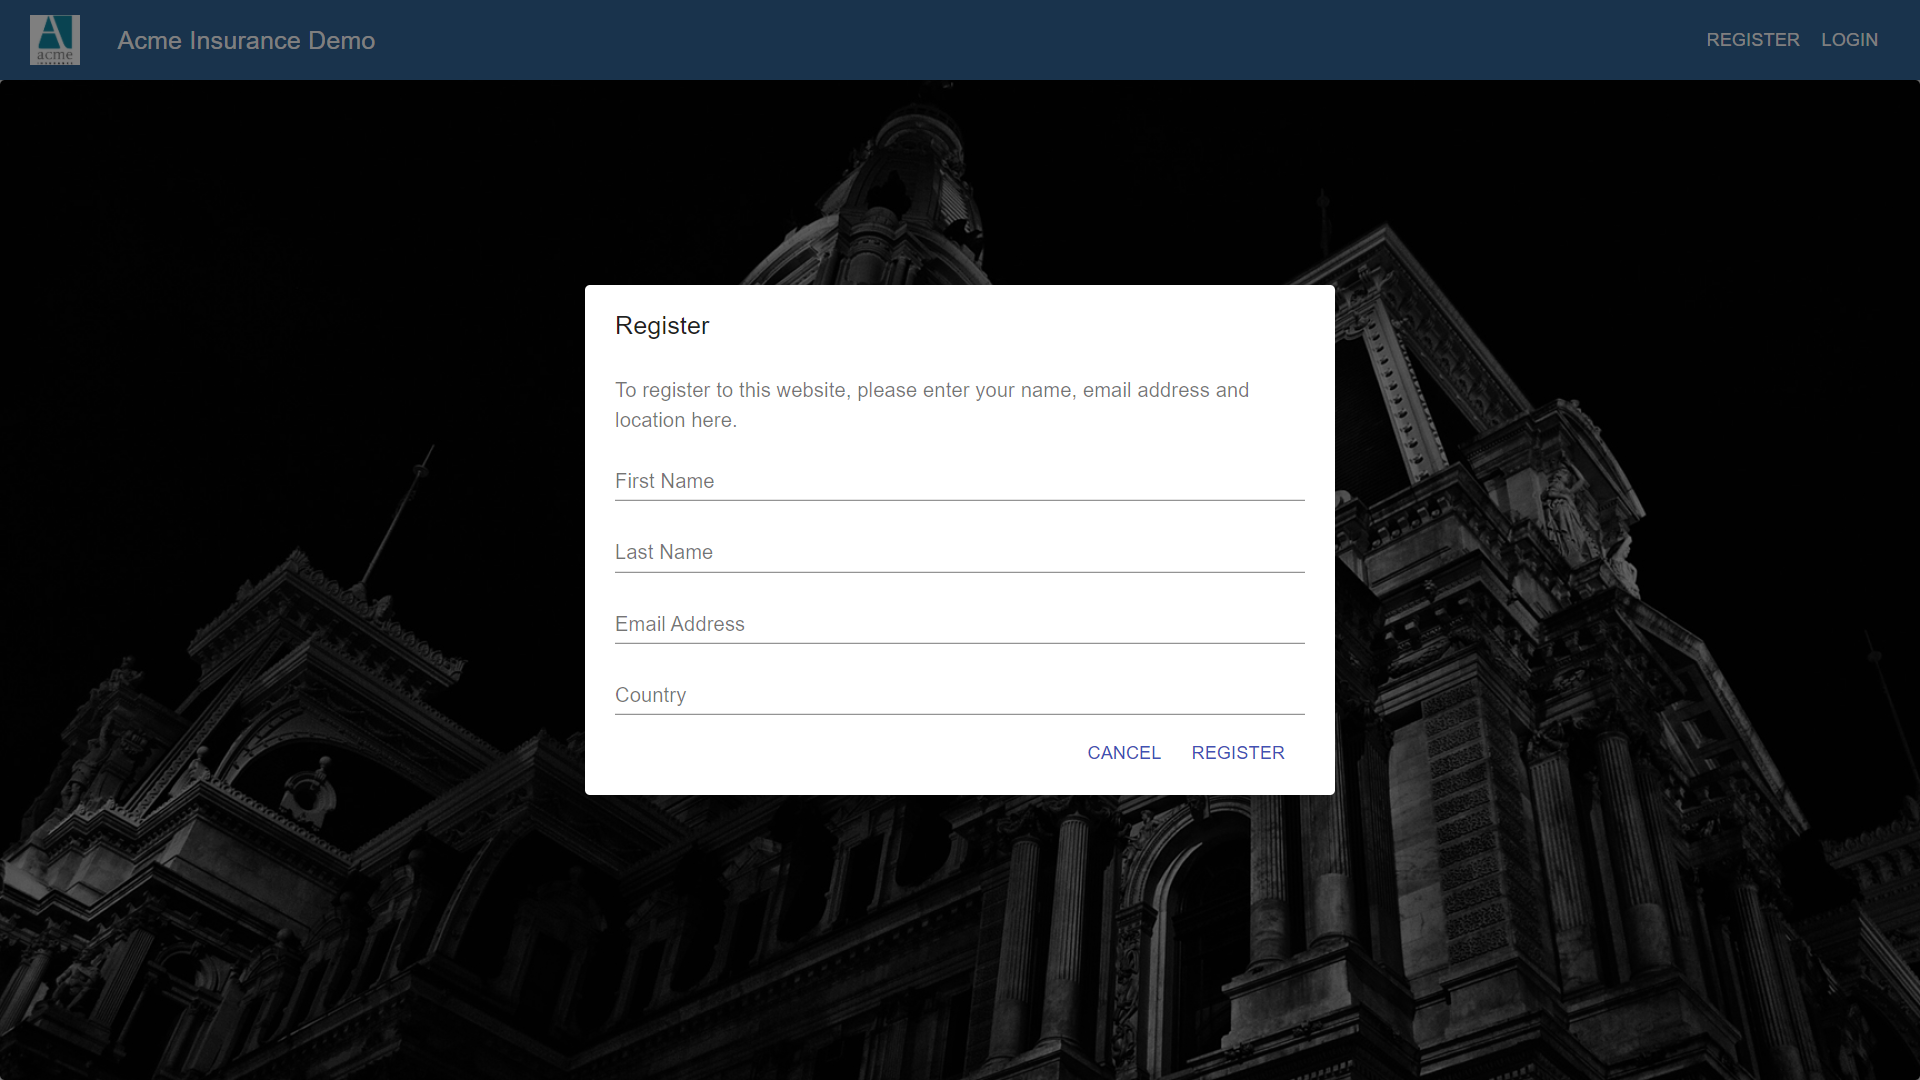 acme
Acme Insurance Demo
REGISTER LOGIN
Register
To register to this website, please enter your name, email address and
location here.
First Name
Last Name
Email Address
Country
CANCEL REGISTER